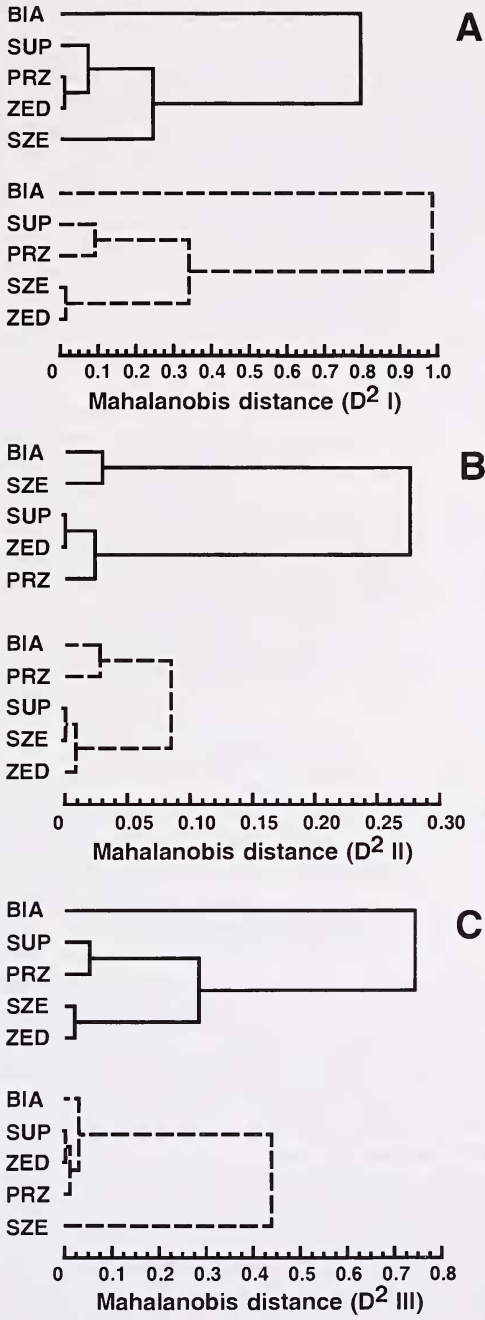 A
BIA
SUP
PRZ
ZED
SZE
BIA
SUP
PRZ
SZE
ZED
0 0.1 0.2 0.3 0.4 0.5 0.6 0.7 0.8 0.9 1.0
Mahalanobis distance (D² I)
B
BIA
SZE
SUP
ZED
PRZ
BIA
PRZ
SUP
SZE
ZED
0 0.05 0.10 0.15 0.20 0.25 0.30
Mahalanobis distance (D² II)
C
BIA
SUP
PRZ
SZE
ZED
BIA
SUP
ZED
PRZ
SZE
0 0.1 0.2 0.3 0.4 0.5 0.6 0.7 0.8
Mahalanobis distance (D² III)